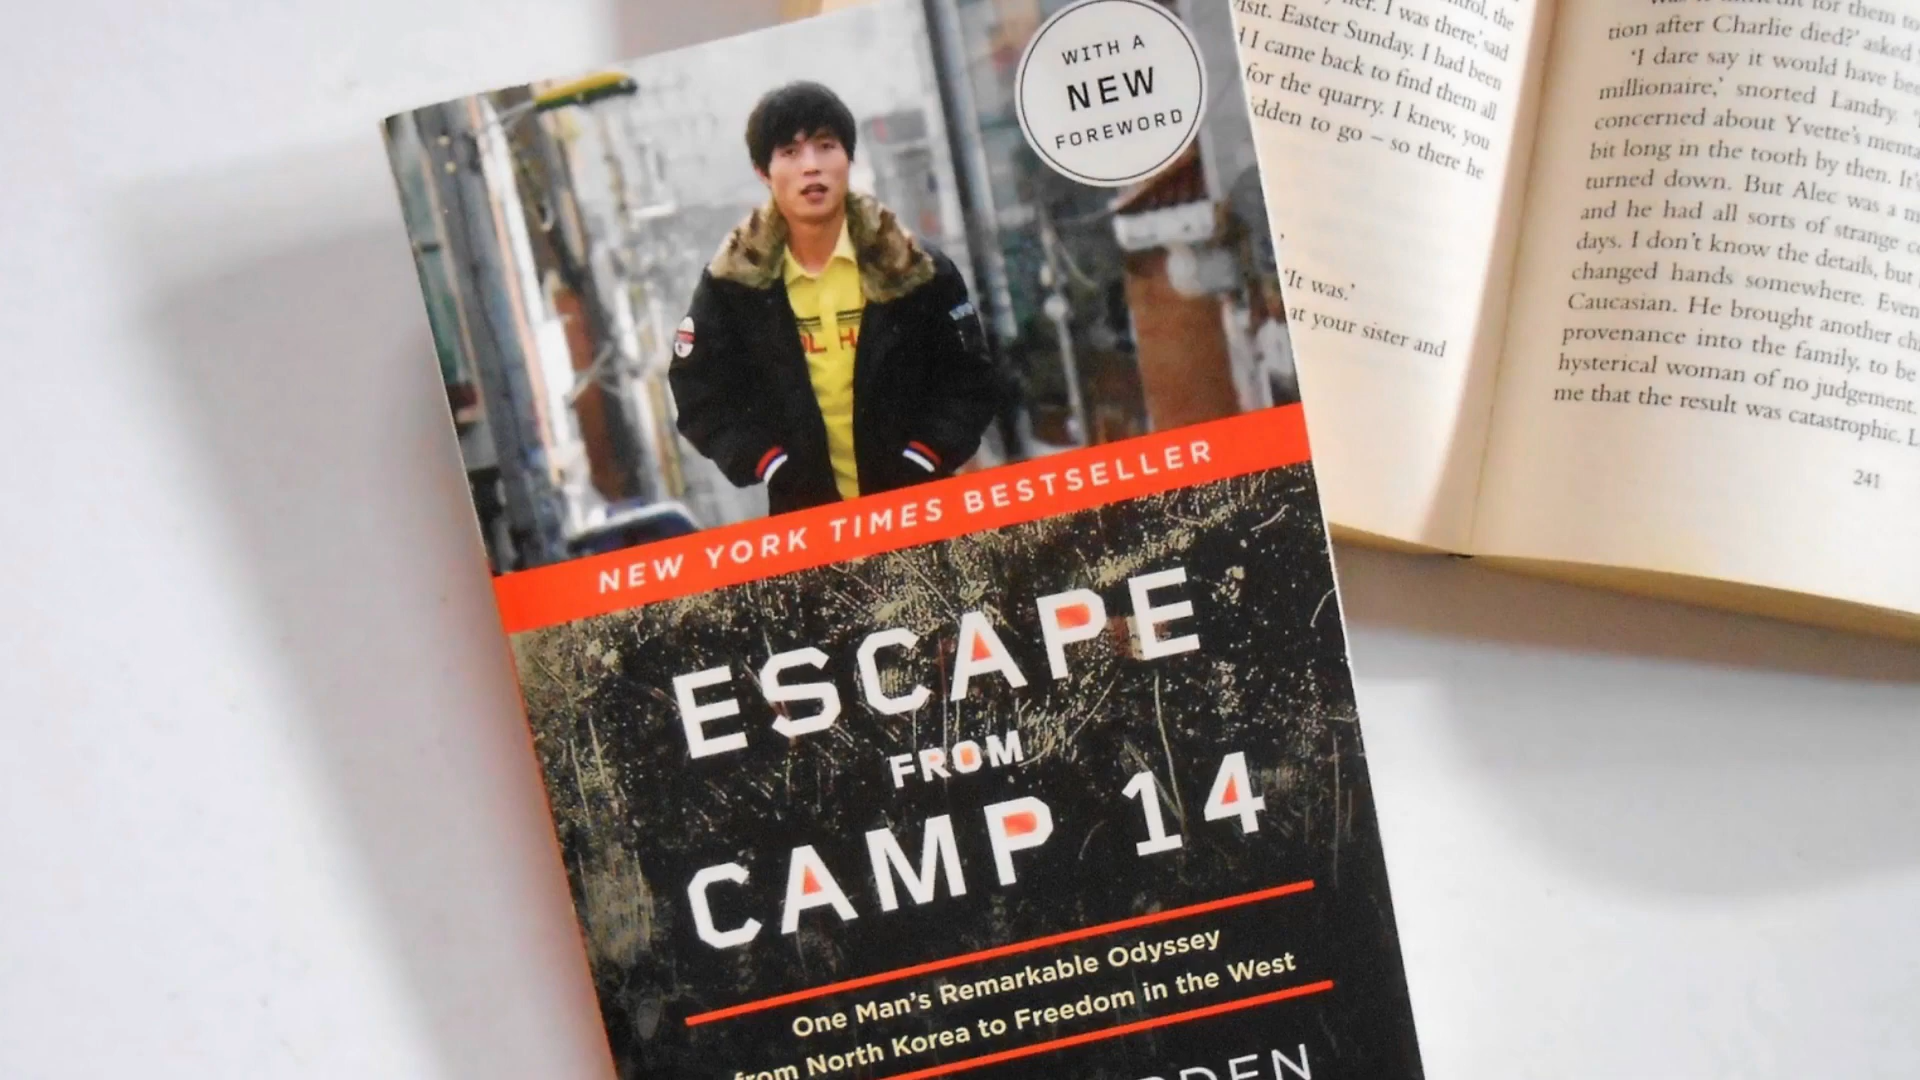 WITH A
NEW
FOREWORD
NEW YORK TIMES BESTSELLER
ESCAPE
FROM
CAMP 14
One Man's Remarkable Odyssey
from North Korea to Freedom in the West
I was there,' said
Easter Sunday. I had been
I came back to find them all
for the quarry. I knew, you
to go – so there he
'It was.'
at your sister and
for them to
tion after Charlie died?' asked
'I dare say it would have
millionaire,' snorted Landry.
concerned about Yvette's
bit long in the tooth by then.
turned down. But Alec was a
and he had all sorts of strange
days. I don't know the details, but
changed hands somewhere. Even
Caucasian. He brought another
provenance into the family, to be
hysterical woman of no judgement.
me that the result was catastrophic.
241